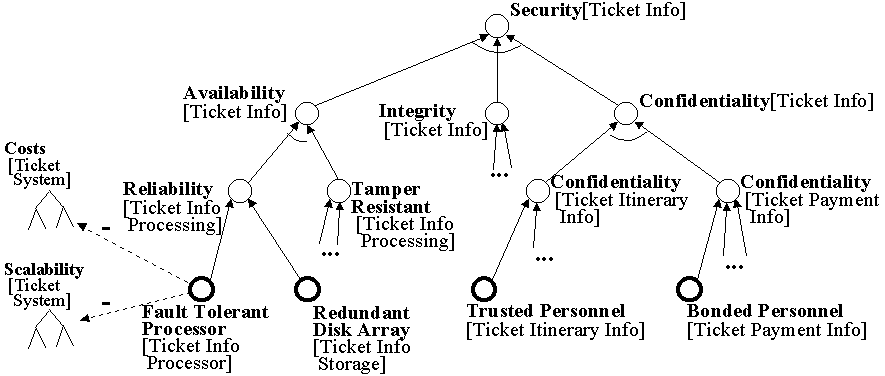 Security[Ticket Info]
Availability
[Ticket Info]
Integrity
[Ticket Info]
Confidentiality[Ticket Info]
Costs
[Ticket
System]
-
Reliability
[Ticket Info
Processing]
Tamper
Resistant
[Ticket Info
Processing]
...
...
Confidentiality
[Ticket Itinerary
Info]
...
Confidentiality
[Ticket Payment
Info]
...
Scalability
[Ticket
System]
-
Fault Tolerant
Processor
[Ticket Info
Processor]
Redundant
Disk Array
[Ticket Info
Storage]
Trusted Personnel
[Ticket Itinerary Info]
Bonded Personnel
[Ticket Payment Info]